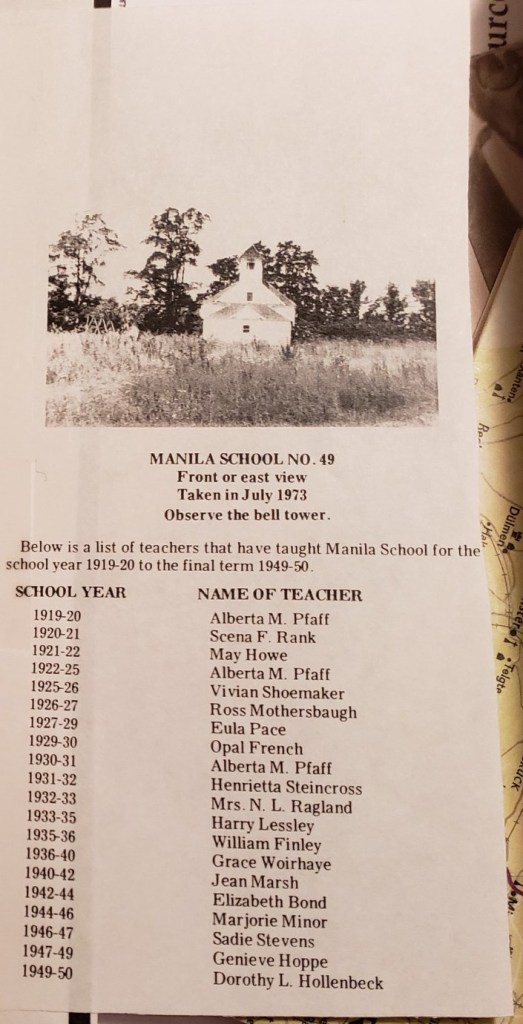 MANILA SCHOOL NO. 49
Front or east view
Taken in July 1973
Observe the bell tower.
Below is a list of teachers that have taught Manila School for the
school year 1919-20 to the final term 1949-50.
SCHOOL YEAR NAME OF TEACHER
1919-20 Alberta M. Pfaff
1920-21 Scena F. Rank
1921-22 May Howe
1922-25 Alberta M. Pfaff
1925-26 Vivian Shoemaker
1926-27 Ross Mothersbaugh
1927-29 Eula Pace
1929-30 Opal French
1930-31 Alberta M. Pfaff
1931-32 Henrietta Steincross
1932-33 Mrs. N. L. Ragland
1933-35 Harry Lessley
1935-36 William Finley
1936-40 Grace Woirhaye
1940-42 Jean Marsh
1942-44 Elizabeth Bond
1944-46 Marjorie Minor
1946-47 Sadie Stevens
1947-49 Genieve Hoppe
1949-50 Dorothy L. Hollenbeck
Dülmen
Telgte